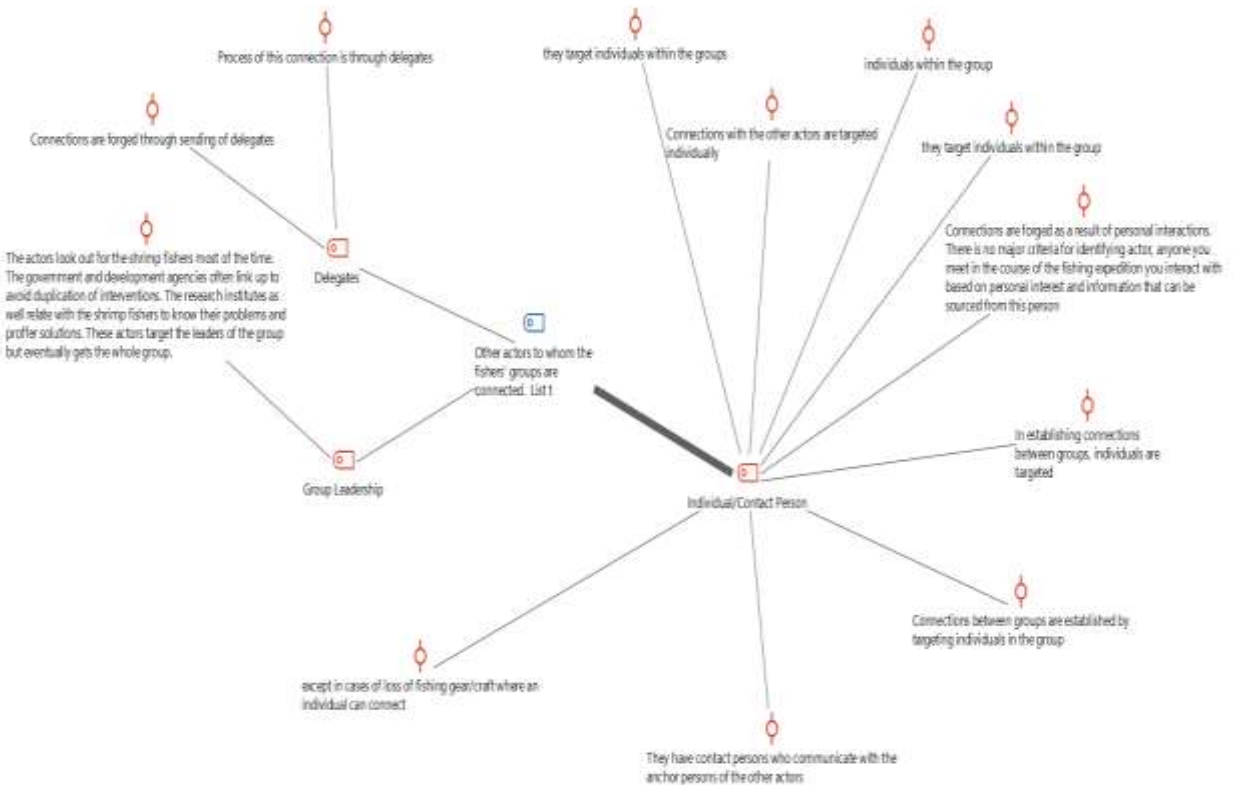 Process of this connection is through delegates
they target individuals within the groups
individuals within the group
Connections are forged through sending of delegates
Connections with the other actors are targeted
individually
they target individuals within the group
The actors look out for the shrimp fishers most of the time.
The government and development agencies often link up to
avoid duplication of interventions. The research institutes as
well relate with the shrimp fishers to know their problems and
proffer solutions. These actors target the leaders of the group
but eventually gets the whole group.
Delegates
Connections are forged as a result of personal interactions.
There is no major criteria for identifying actor, anyone you
meet in the course of the fishing expedition you interact with
based on personal interest and information that can be
sourced from this person
Other actors to whom the
fishers' groups are
connected. List t
Group Leadership
Individual/Contact Person
In establishing connections
between groups, individuals are
targeted
Connections between groups are established by
targeting individuals in the group
except in cases of loss of fishing gear/craft where an
individual can connect
They have contact persons who communicate with the
anchor persons of the other actors